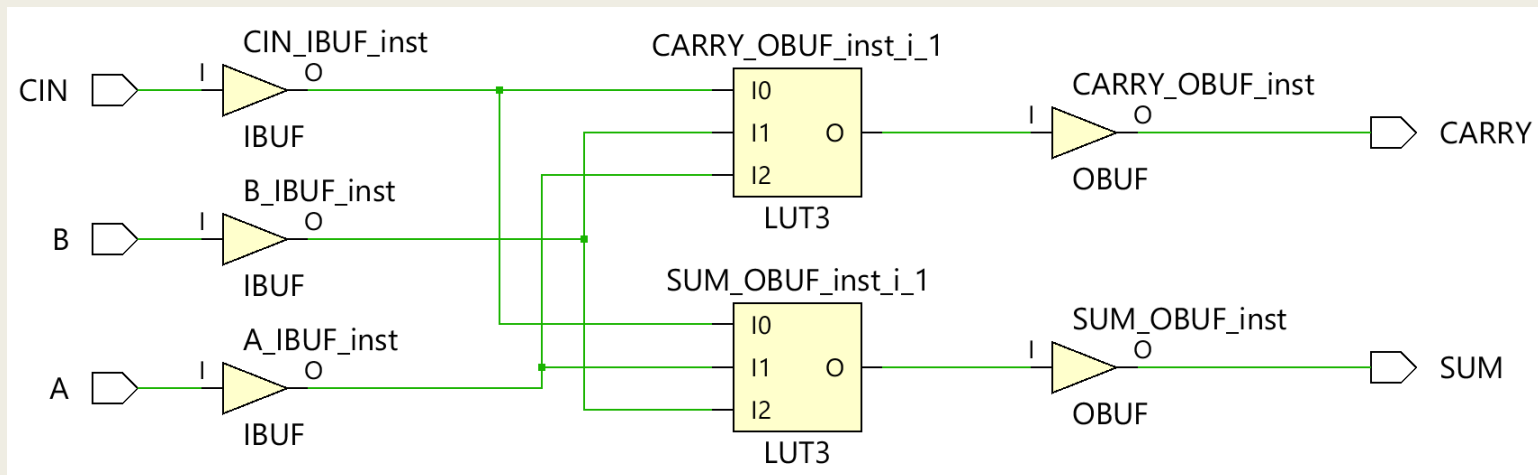 CIN_IBUF_inst
CARRY_OBUF_inst_i_1
CIN
I
O
IBUF
I0
I1
O
I2
LUT3
CARRY_OBUF_inst
I
O
OBUF
CARRY
B_IBUF_inst
B
I
O
IBUF
SUM_OBUF_inst_i_1
I0
I1
O
I2
LUT3
SUM_OBUF_inst
I
O
OBUF
SUM
A_IBUF_inst
A
I
O
IBUF